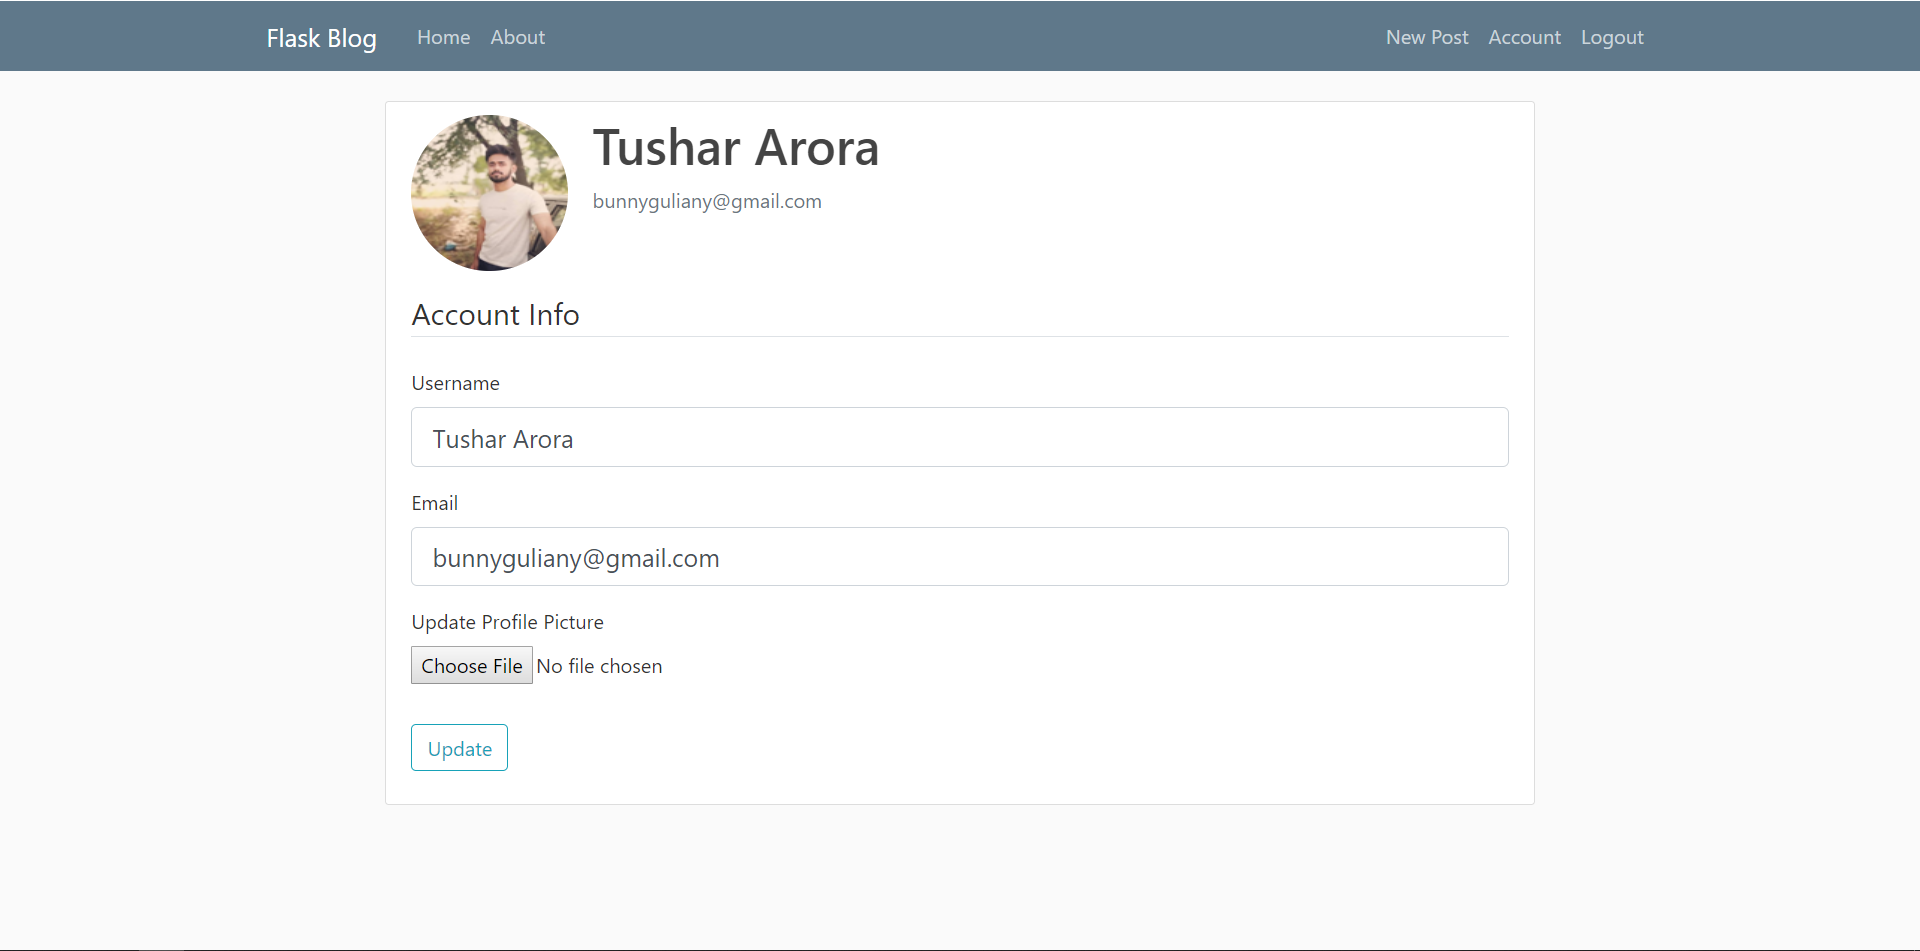 Flask Blog Home About New Post Account Logout
Tushar Arora
bunnyguliany@gmail.com
Account Info
Username
Tushar Arora
Email
bunnyguliany@gmail.com
Update Profile Picture
Choose File No file chosen
Update